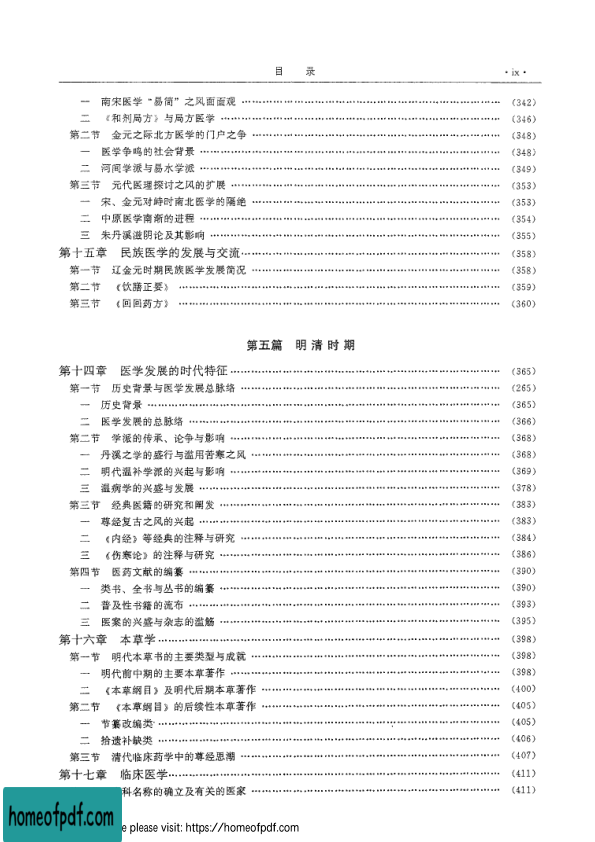 目 录 ·ix·
一 南宋医学“易简”之风面面观 (342)
二 《和剂局方》与局方医学 (346)
第二节 金元之际北方医学的门户之争 (348)
一 医学争鸣的社会背景 (348)
二 河间学派与易水学派 (349)
第三节 元代医理探讨之风的扩展 (353)
一 宋、金元对峙时南北医学的隔绝 (353)
二 中原医学南渐的进程 (354)
三 朱丹溪滋阴论及其影响 (355)
第十五章 民族医学的发展与交流 (358)
第一节 辽金元时期民族医学发展简况 (358)
第二节 《饮膳正要》 (359)
第三节 《回回药方》 (360)
第五篇 明清时期
第十四章 医学发展的时代特征 (365)
第一节 历史背景与医学发展总脉络 (265)
一 历史背景 (365)
二 医学发展的总脉络 (366)
第二节 学派的传承、论争与影响 (368)
一 丹溪之学的盛行与滥用苦寒之风 (368)
二 明代温补学派的兴起与影响 (369)
三 温病学的兴盛与发展 (378)
第三节 经典医籍的研究和阐发 (383)
一 尊经复古之风的兴起 (383)
二 《内经》等经典的注释与研究 (384)
三 《伤寒论》的注释与研究 (386)
第四节 医药文献的编纂 (390)
一 类书、全书与丛书的编纂 (390)
二 普及性书籍的流布 (393)
三 医案的兴盛与杂志的滥觞 (395)
第十六章 本草学 (398)
第一节 明代本草书的主要类型与成就 (398)
一 明代前中期的主要本草著作 (398)
二 《本草纲目》及明代后期本草著作 (400)
第二节 《本草纲目》的后续性本草著作 (405)
一 节纂改编类 (405)
二 拾遗补缺类 (406)
第三节 清代临床药学中的尊经思潮 (407)
第十七章 临床医学 (411)
科名称的确立及有关的医家 (411)
homeofpdf.com
e please visit: https://homeofpdf.com